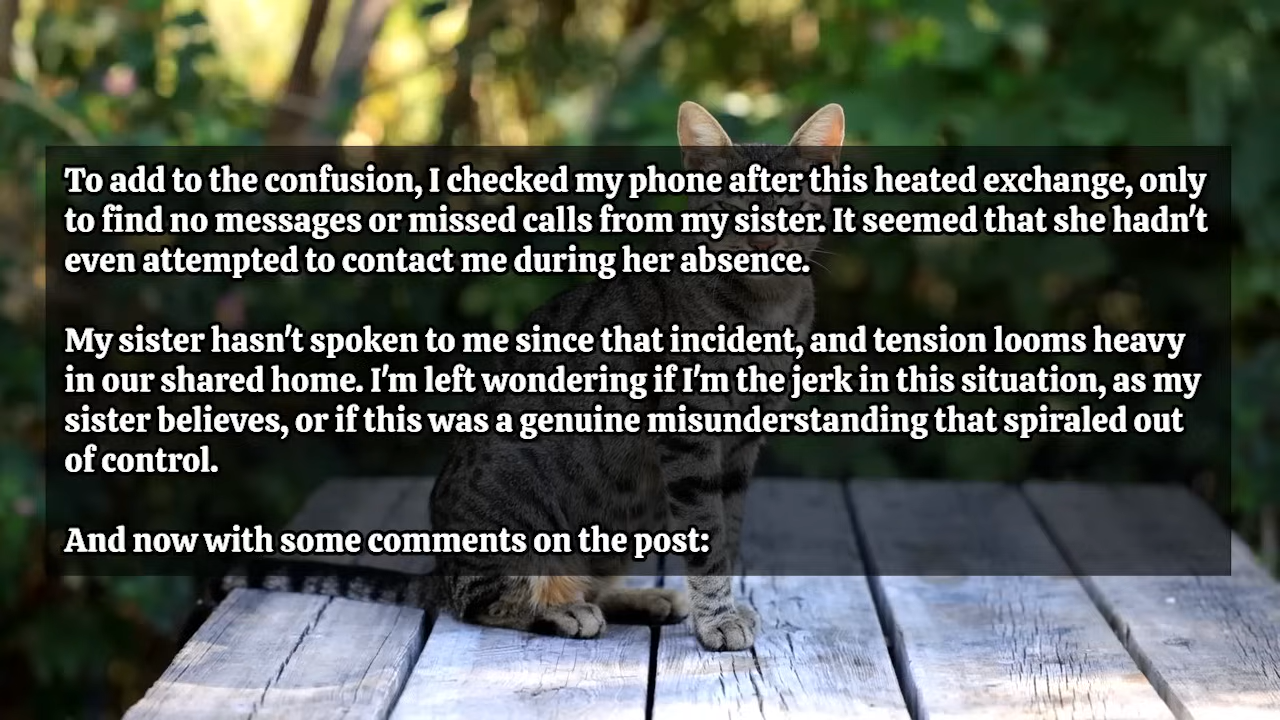 To add to the confusion, I checked my phone after this heated exchange, only
to find no messages or missed calls from my sister. It seemed that she hadn't
even attempted to contact me during her absence.
My sister hasn't spoken to me since that incident, and tension looms heavy
in our shared home. I'm left wondering if I'm the jerk in this situation, as my
sister believes, or if this was a genuine misunderstanding that spiraled out
of control.
And now with some comments on the post: